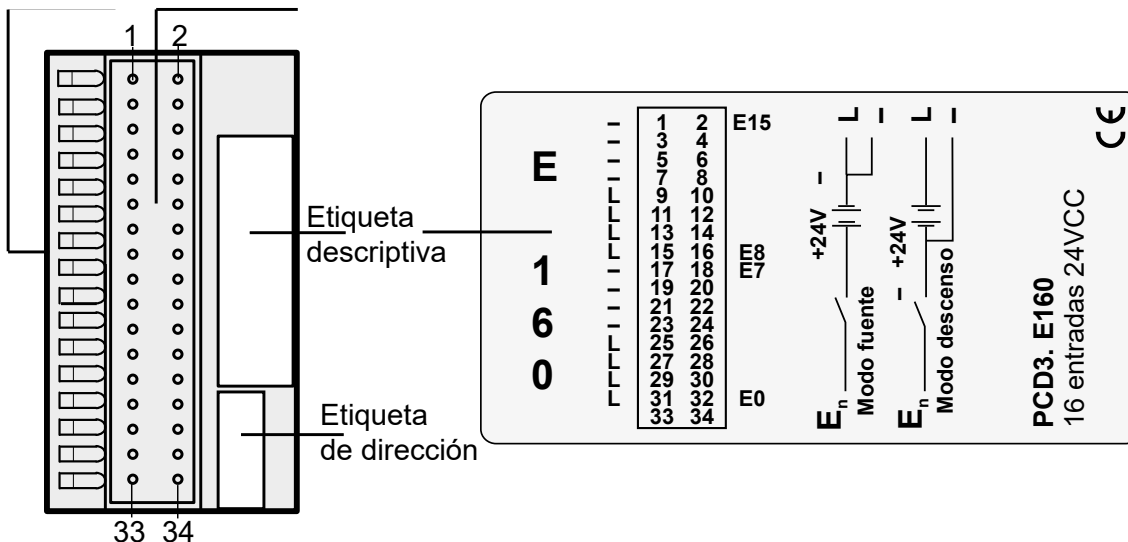 1 2
Etiqueta
descriptiva
Etiqueta
de dirección
33 34
E
1
6
0
– 1 2 E15
– 3 4
– 5 6
– 7 8
L 9 10
L 11 12
L 13 14
L 15 16 E8
– 17 18 E7
– 19 20
– 21 22
– 23 24
L 25 26
L 27 28
L 29 30
L 31 32 E0
33 34
L –
+24V –
En
Modo fuente
L –
– +24V
En
Modo descenso
PCD3. E160
16 entradas 24VCC
CE